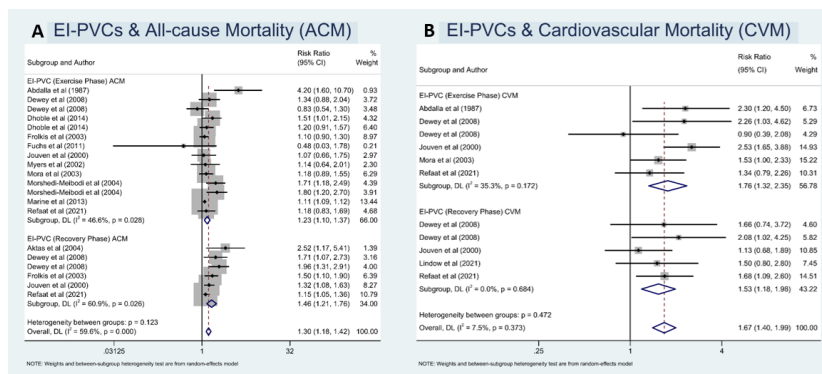 A EI-PVCs & All-cause Mortality (ACM)
Risk Ratio %
Subgroup and Author (95% CI) Weight
EI-PVC (Exercise Phase) ACM
Abdalla et al (1987) 4.20 (1.60, 10.70) 0.93
Dewey et al (2008) 1.34 (0.88, 2.04) 3.72
Dewey et al (2008) 0.83 (0.54, 1.30) 3.48
Dhoble et al (2014) 1.51 (1.01, 2.15) 4.32
Dhoble et al (2014) 1.20 (0.91, 1.57) 6.40
Frolkis et al (2003) 1.10 (0.90, 1.30) 8.77
Fuchs et al (2011) 0.48 (0.03, 1.78) 0.21
Jouven et al (2000) 1.07 (0.66, 1.75) 2.97
Myers et al (2002) 1.14 (0.64, 2.01) 2.30
Mora et al (2003) 1.18 (0.89, 1.55) 6.29
Morshedi-Meibodi et al (2004) 1.71 (1.18, 2.49) 4.39
Morshedi-Meibodi et al (2004) 1.80 (1.20, 2.70) 3.91
Marine et al (2013) 1.11 (1.09, 1.12) 13.44
Refaat et al (2021) 1.18 (0.83, 1.69) 4.68
Subgroup, DL (I² = 46.6%, p = 0.028) 1.23 (1.10, 1.37) 66.00
EI-PVC (Recovery Phase) ACM
Aktas et al (2004) 2.52 (1.17, 5.41) 1.39
Dewey et al (2008) 1.71 (1.07, 2.73) 3.16
Dewey et al (2008) 1.96 (1.31, 2.91) 4.00
Frolkis et al (2003) 1.50 (1.10, 1.90) 6.39
Jouven et al (2000) 1.32 (1.08, 1.63) 8.27
Refaat et al (2021) 1.15 (1.05, 1.36) 10.79
Subgroup, DL (I² = 60.9%, p = 0.026) 1.46 (1.21, 1.76) 34.00
Heterogeneity between groups: p = 0.123
Overall, DL (I² = 59.6%, p = 0.000) 1.30 (1.18, 1.42) 100.00
.03125 1 32
NOTE: Weights and between-subgroup heterogeneity test are from random-effects model
B EI-PVCs & Cardiovascular Mortality (CVM)
Risk Ratio %
Subgroup and Author (95% CI) Weight
EI-PVC (Exercise Phase) CVM
Abdalla et al (1987) 2.30 (1.20, 4.50) 6.73
Dewey et al (2008) 2.26 (1.03, 4.62) 5.29
Dewey et al (2008) 0.90 (0.39, 2.08) 4.29
Jouven et al (2000) 2.53 (1.65, 3.88) 14.93
Mora et al (2003) 1.53 (1.00, 2.33) 15.22
Refaat et al (2021) 1.34 (0.79, 2.26) 10.31
Subgroup, DL (I² = 35.3%, p = 0.172) 1.76 (1.32, 2.35) 56.78
EI-PVC (Recovery Phase) CVM
Dewey et al (2008) 1.66 (0.74, 3.72) 4.60
Dewey et al (2008) 2.08 (1.02, 4.25) 5.82
Jouven et al (2000) 1.13 (0.68, 1.89) 10.85
Lindow et al (2021) 1.50 (0.80, 2.80) 7.45
Refaat et al (2021) 1.68 (1.09, 2.60) 14.51
Subgroup, DL (I² = 0.0%, p = 0.684) 1.53 (1.18, 1.98) 43.22
Heterogeneity between groups: p = 0.472
Overall, DL (I² = 7.5%, p = 0.373) 1.67 (1.40, 1.99) 100.00
.25 1 4
NOTE: Weights and between-subgroup heterogeneity test are from random-effects model